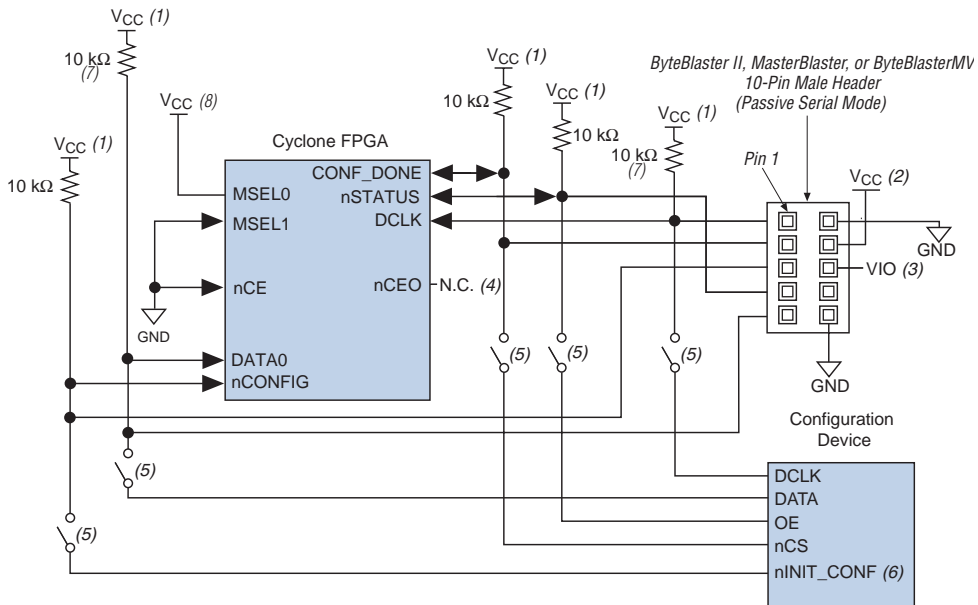 VCC (1)
10 kΩ
(7)
VCC (1)
10 kΩ
VCC (8)
Cyclone FPGA
MSEL0
MSEL1
nCE
DATA0
nCONFIG
CONF_DONE
nSTATUS
DCLK
nCEO
N.C. (4)
GND
VCC (1)
10 kΩ
VCC (1)
10 kΩ
VCC (1)
10 kΩ
(7)
ByteBlaster II, MasterBlaster, or ByteBlasterMV
10-Pin Male Header
(Passive Serial Mode)
Pin 1
VCC (2)
GND
VIO (3)
GND
(5)
(5)
(5)
(5)
(5)
Configuration
Device
DCLK
DATA
OE
nCS
nINIT_CONF (6)